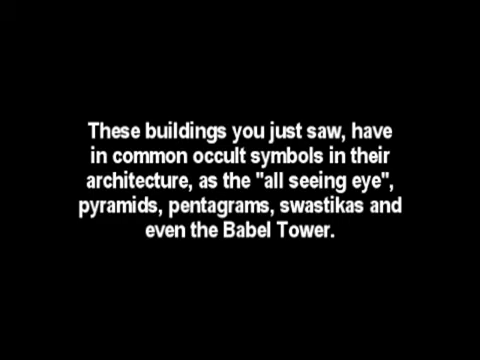 These buildings you just saw, have
in common occult symbols in their
architecture, as the "all seeing eye",
pyramids, pentagrams, swastikas and
even the Babel Tower.